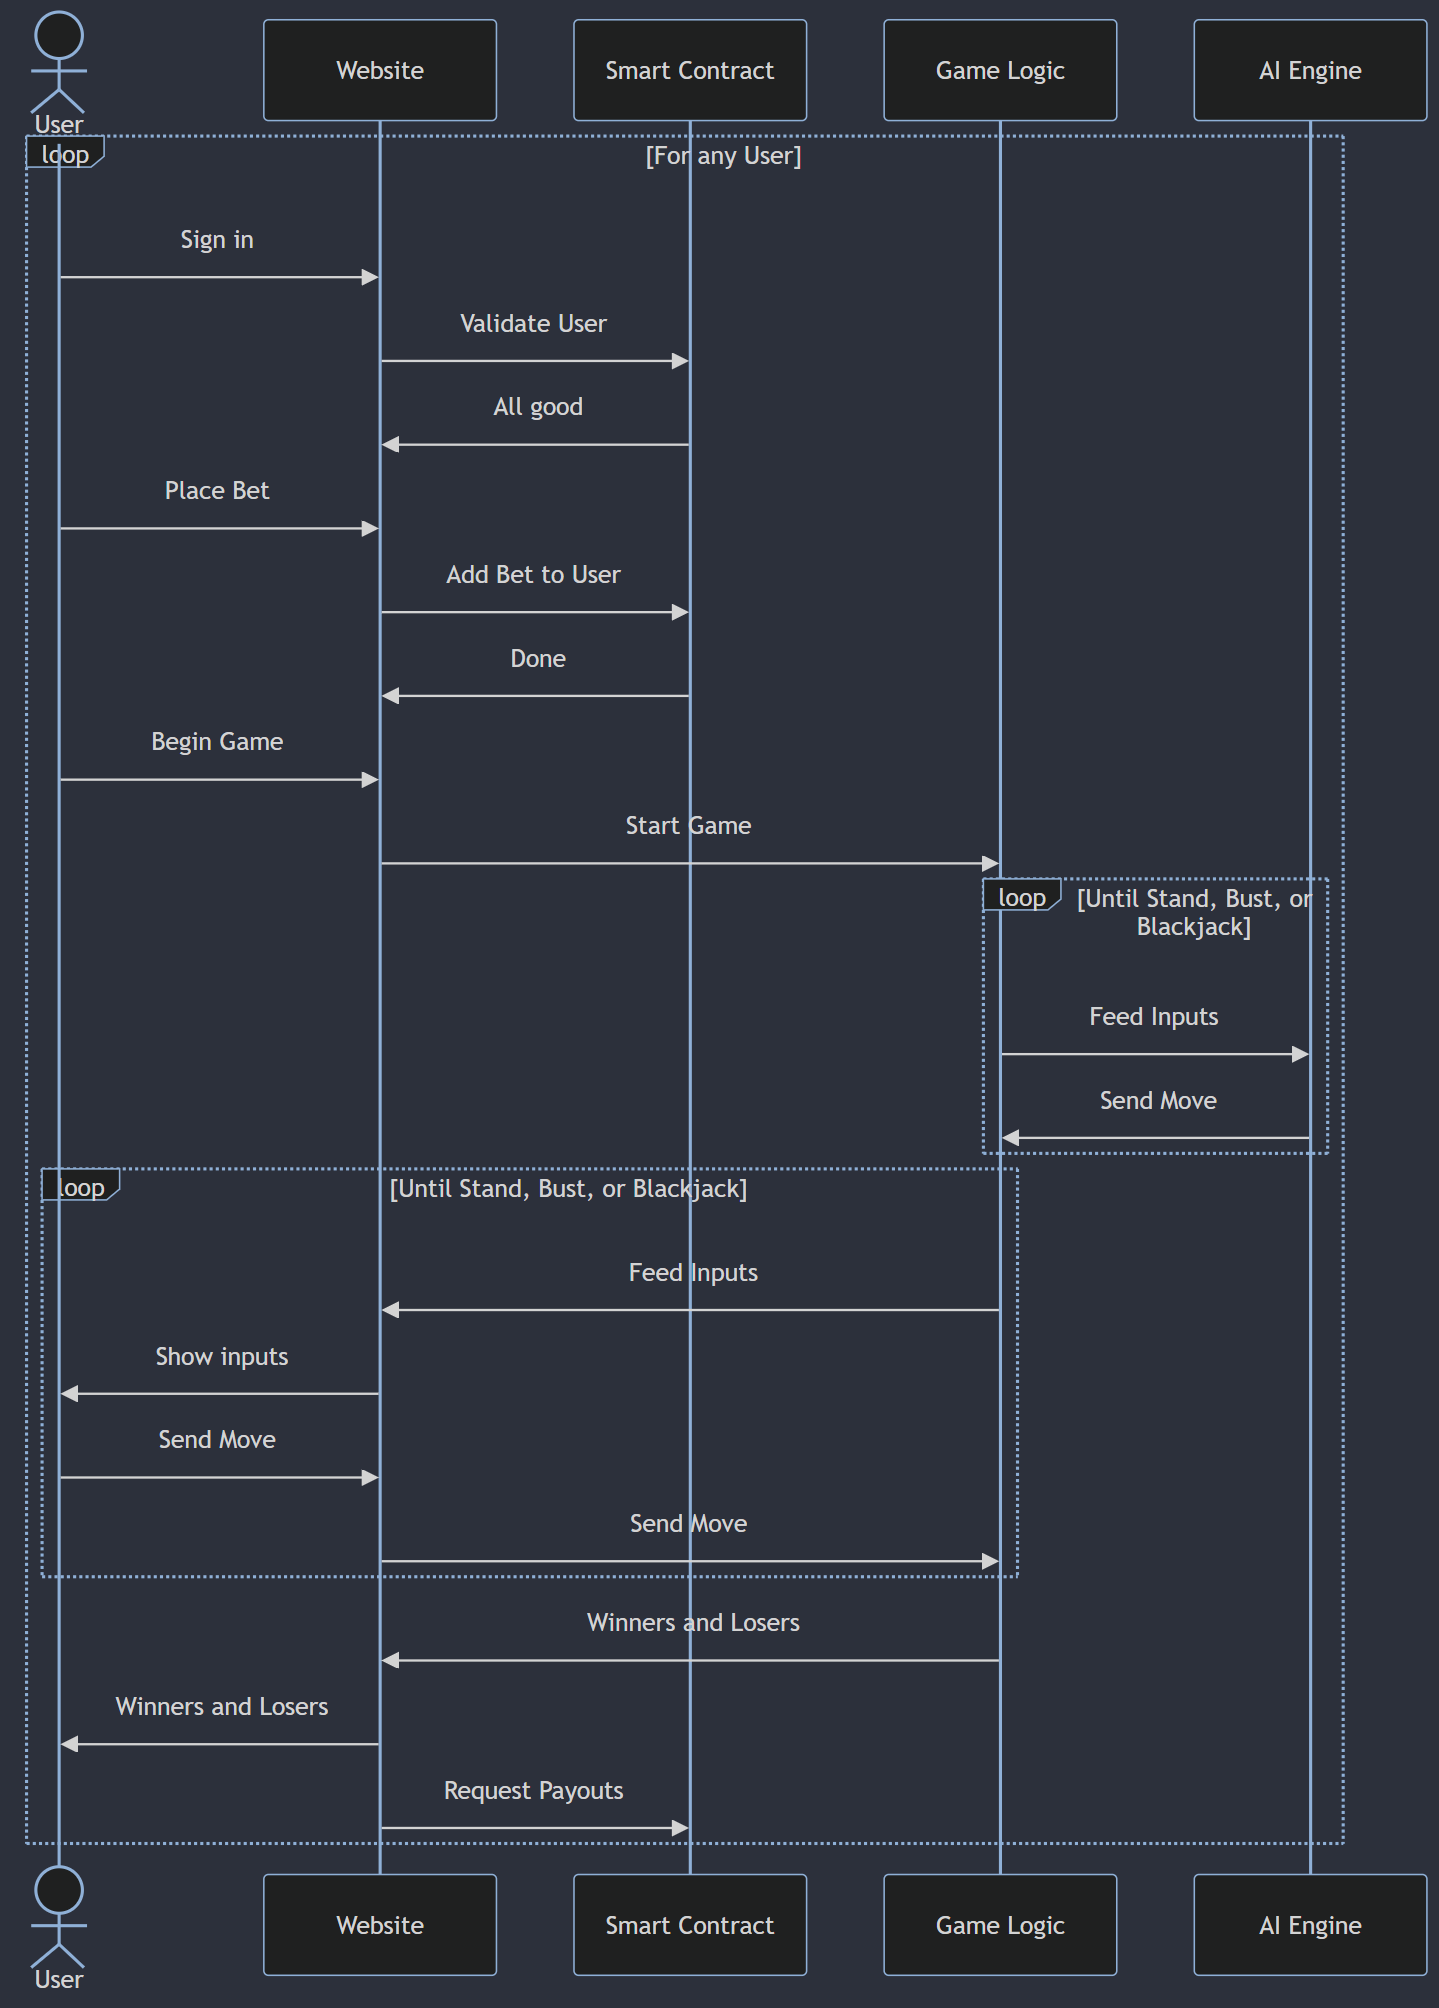 User
Website
Smart Contract
Game Logic
AI Engine
loop
[For any User]
Sign in
Validate User
All good
Place Bet
Add Bet to User
Done
Begin Game
Start Game
loop
[Until Stand, Bust, or
Blackjack]
Feed Inputs
Send Move
loop
[Until Stand, Bust, or Blackjack]
Feed Inputs
Show inputs
Send Move
Send Move
Winners and Losers
Winners and Losers
Request Payouts
User
Website
Smart Contract
Game Logic
AI Engine